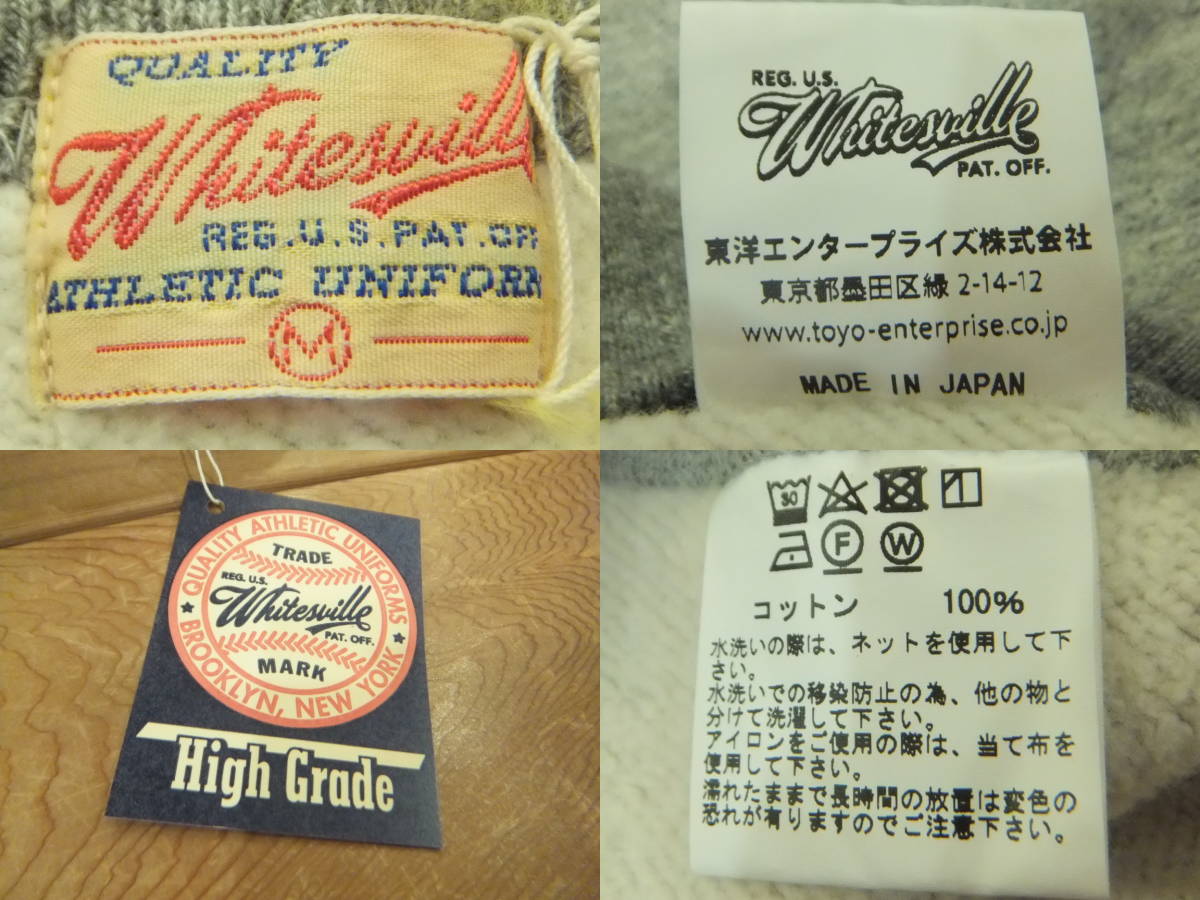 QUALITY
Whitesville
REG.U.S.PAT.OFF
ATHLETIC UNIFORM
M
REG. U.S.
Whitesville
PAT. OFF.
東洋エンタープライズ株式会社
東京都墨田区緑 2-14-12
www.toyo-enterprise.co.jp
MADE IN JAPAN
QUALITY ATHLETIC UNIFORMS
TRADE
REG. U.S.
Whitesville
PAT. OFF.
MARK
BROOKLYN, NEW YORK
High Grade
30
F
W
コットン 100%
水洗いの際は、ネットを使用して下
さい。
水洗いでの移染防止の為、他の物と
分けて洗濯して下さい。
アイロンをご使用の際は、当て布を
使用して下さい。
濡れたままで長時間の放置は変色の
恐れが有りますのでご注意下さい。